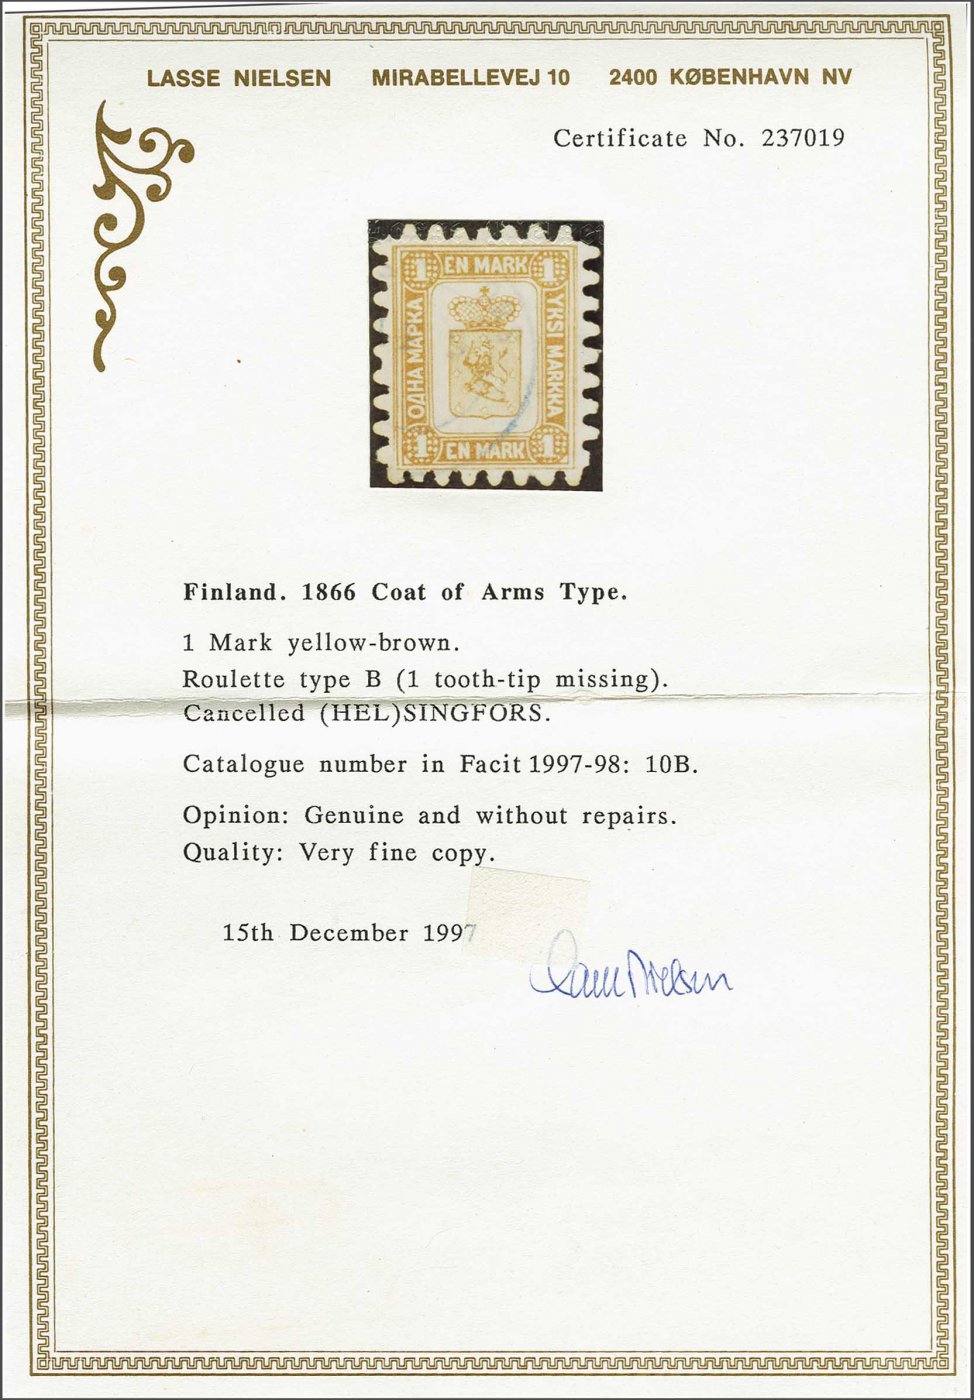 LASSE NIELSEN MIRABELLEVEJ 10 2400 KØBENHAVN NV
Certificate No. 237019
1 EN MARK 1
ОДНА МАРКА
YKSI MARKKA
1 EN MARK 1
Finland. 1866 Coat of Arms Type.
1 Mark yellow-brown.
Roulette type B (1 tooth-tip missing).
Cancelled (HEL)SINGFORS.
Catalogue number in Facit 1997-98: 10B.
Opinion: Genuine and without repairs.
Quality: Very fine copy.
15th December 1997
Lasse Nielsen